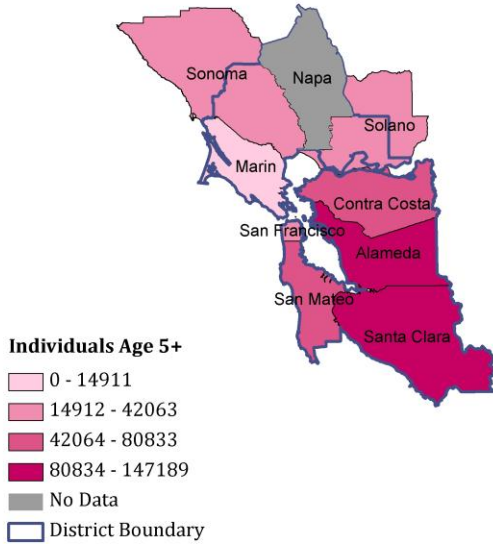 Sonoma
Napa
Solano
Marin
Contra Costa
San Francisco
Alameda
San Mateo
Santa Clara
Individuals Age 5+
0 - 14911
14912 - 42063
42064 - 80833
80834 - 147189
No Data
District Boundary